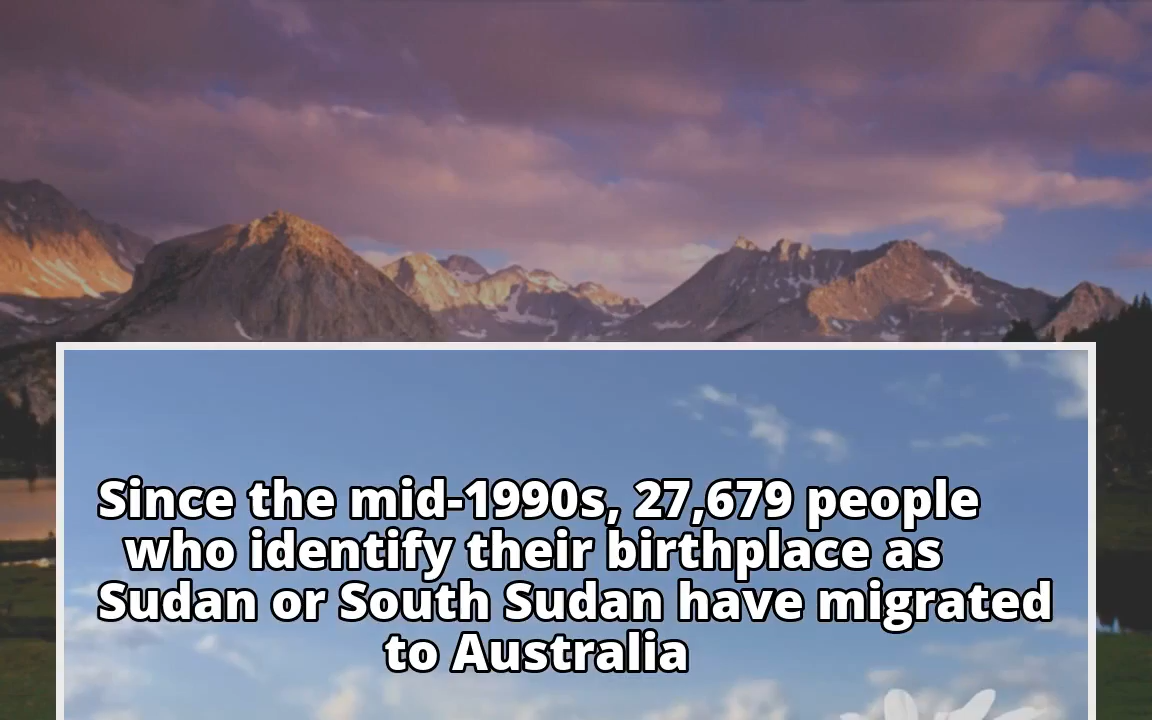 Since the mid-1990s, 27,679 people
who identify their birthplace as
Sudan or South Sudan have migrated
to Australia